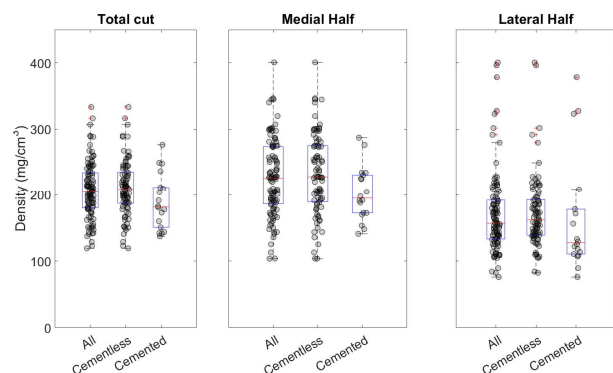 Total cut
Medial Half
Lateral Half
Density (mg/cm³)
400
300
200
100
0
All
Cementless
Cemented
All
Cementless
Cemented
All
Cementless
Cemented